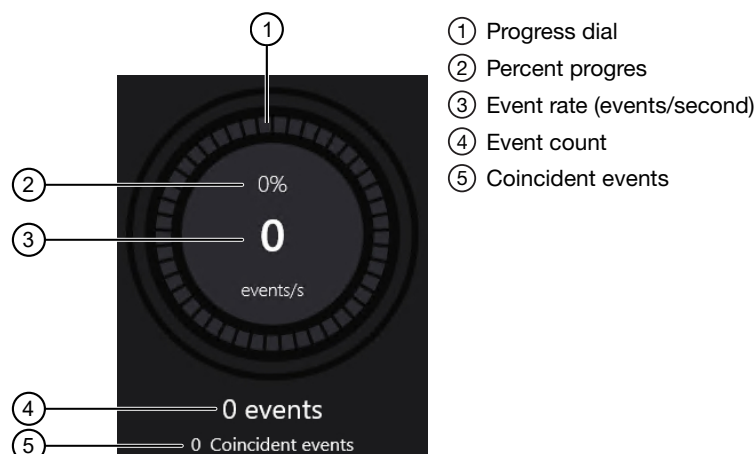 1
1 Progress dial
2 Percent progres
3 Event rate (events/second)
4 Event count
5 Coincident events
2
0%
3
0
events/s
4
0 events
5
0 Coincident events